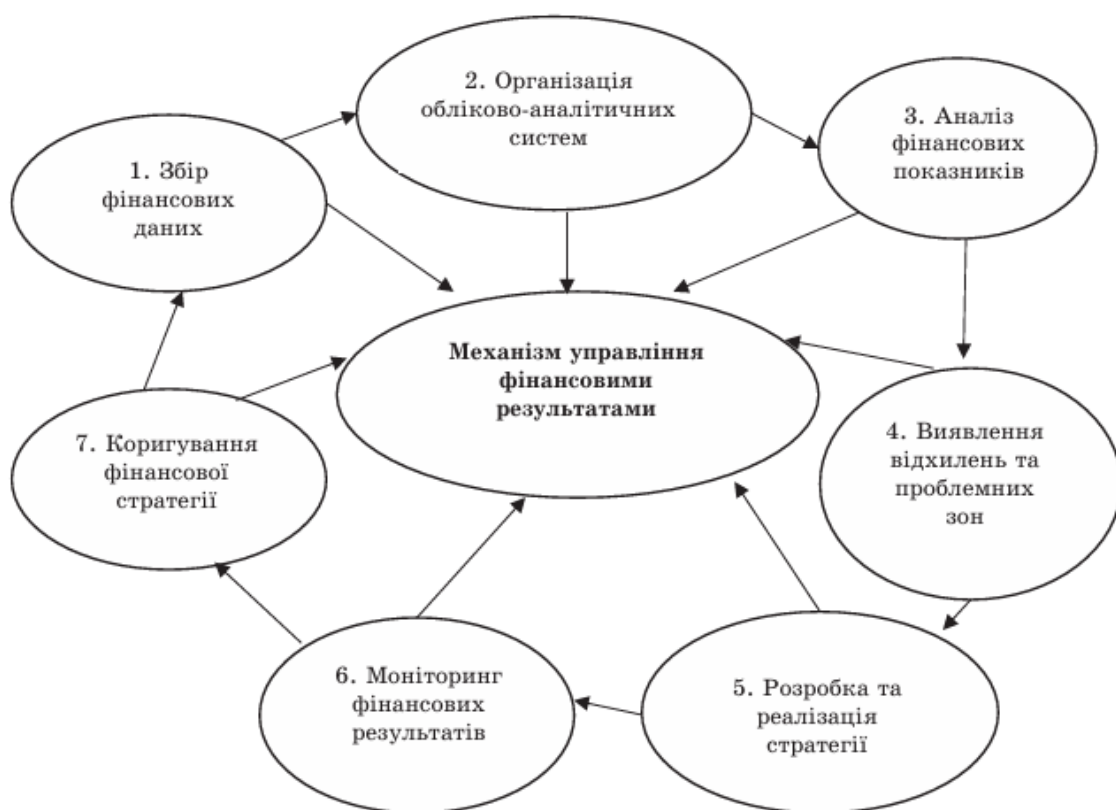 1. Збір
фінансових
даних
2. Організація
обліково-аналітичних
систем
3. Аналіз
фінансових
показників
Механізм управління
фінансовими
результатами
4. Виявлення
відхилень та
проблемних
зон
5. Розробка та
реалізація
стратегії
6. Моніторинг
фінансових
результатів
7. Коригування
фінансової
стратегії